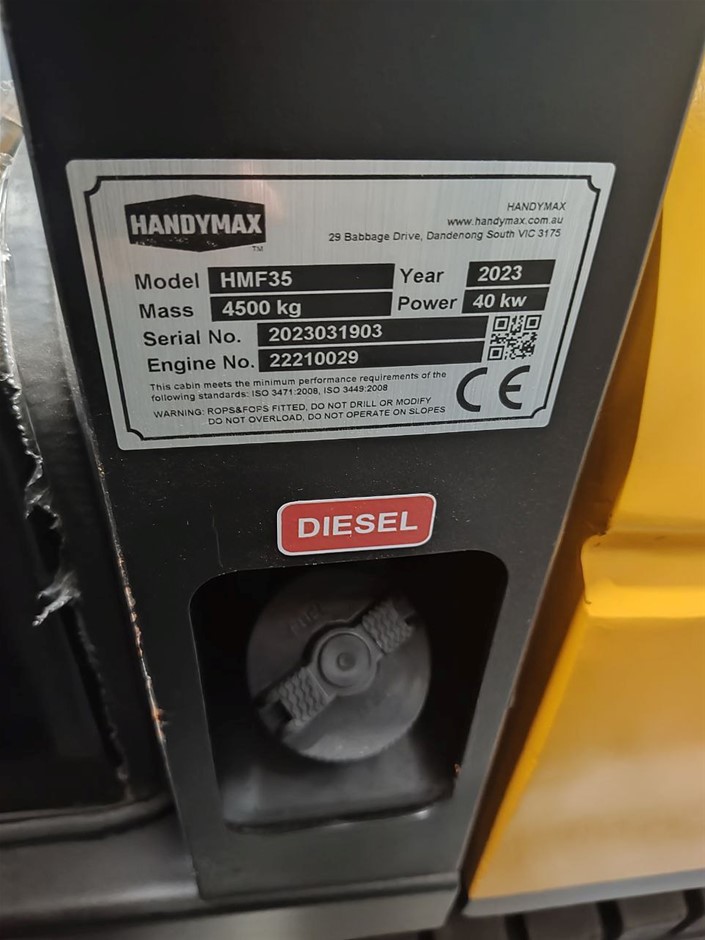 HANDYMAX
TM
HANDYMAX
www.handymax.com.au
29 Babbage Drive, Dandenong South VIC 3175
Model HMF35 Year 2023
Mass 4500 kg Power 40 kw
Serial No. 2023031903
Engine No. 22210029
This cabin meets the minimum performance requirements of the
following standards: ISO 3471:2008, ISO 3449:2008
CE
WARNING: ROPS&FOPS FITTED, DO NOT DRILL OR MODIFY
DO NOT OVERLOAD, DO NOT OPERATE ON SLOPES
DIESEL